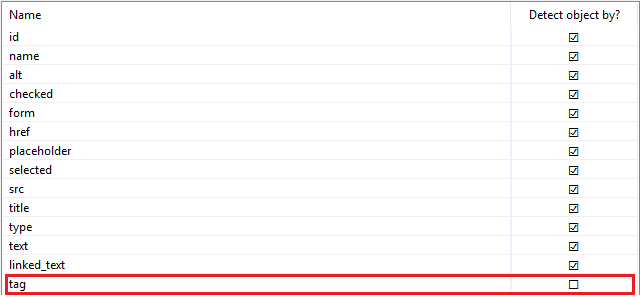 Name Detect object by?
id ☑
name ☑
alt ☑
checked ☑
form ☑
href ☑
placeholder ☑
selected ☑
src ☑
title ☑
type ☑
text ☑
linked_text ☑
tag ☐